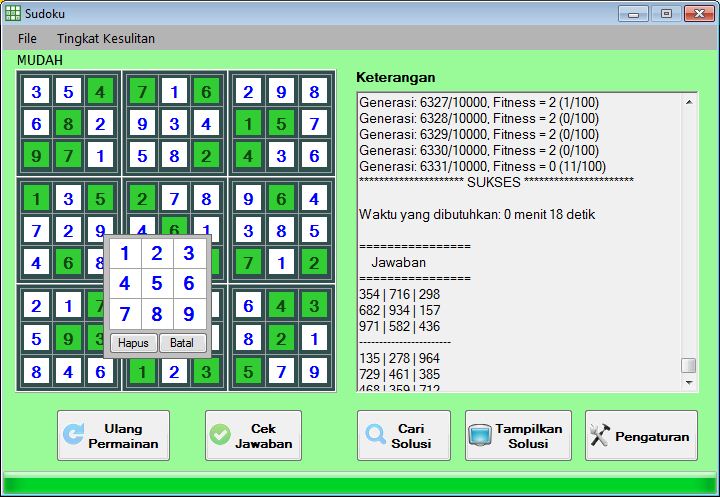 Sudoku
File Tingkat Kesulitan
MUDAH
3 5 4 7 1 6 2 9 8
6 8 2 9 3 4 1 5 7
9 7 1 5 8 2 4 3 6
1 3 5 2 7 8 9 6 4
7 2 9 4 6 1 3 8 5
4 6 8 7 1 2
2 1 7 6 4 3
5 9 3 8 2 1
8 4 6 1 2 3 5 7 9
1 2 3
4 5 6
7 8 9
Hapus Batal
Keterangan
Generasi: 6327/10000, Fitness = 2 (1/100)
Generasi: 6328/10000, Fitness = 2 (0/100)
Generasi: 6329/10000, Fitness = 2 (0/100)
Generasi: 6330/10000, Fitness = 2 (0/100)
Generasi: 6331/10000, Fitness = 0 (11/100)
********************* SUKSES **********************
Waktu yang dibutuhkan: 0 menit 18 detik
================
Jawaban
================
354 | 716 | 298
682 | 934 | 157
971 | 582 | 436
-------------------------
135 | 278 | 964
729 | 461 | 385
468 | 359 | 712
Ulang
Permainan
Cek
Jawaban
Cari
Solusi
Tampilkan
Solusi
Pengaturan